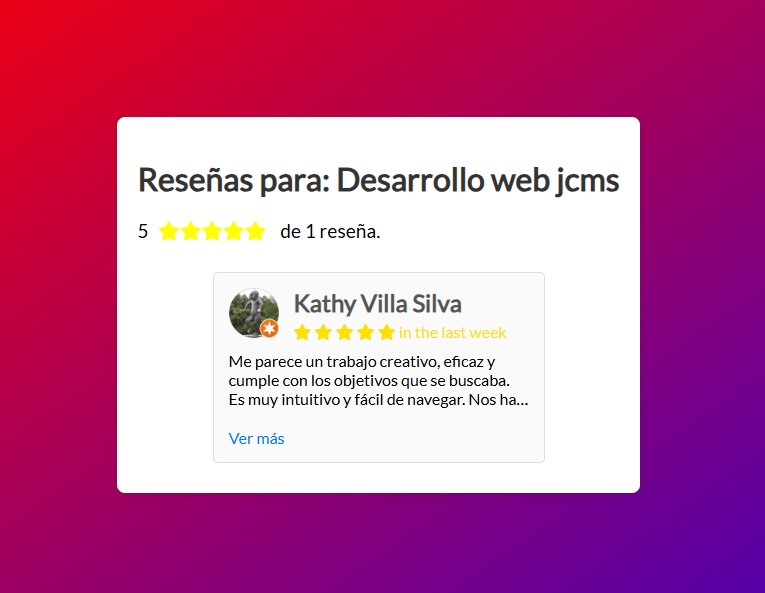 Reseñas para: Desarrollo web jcms
5 de 1 reseña.
Kathy Villa Silva
in the last week
Me parece un trabajo creativo, eficaz y
cumple con los objetivos que se buscaba.
Es muy intuitivo y fácil de navegar. Nos ha...
Ver más